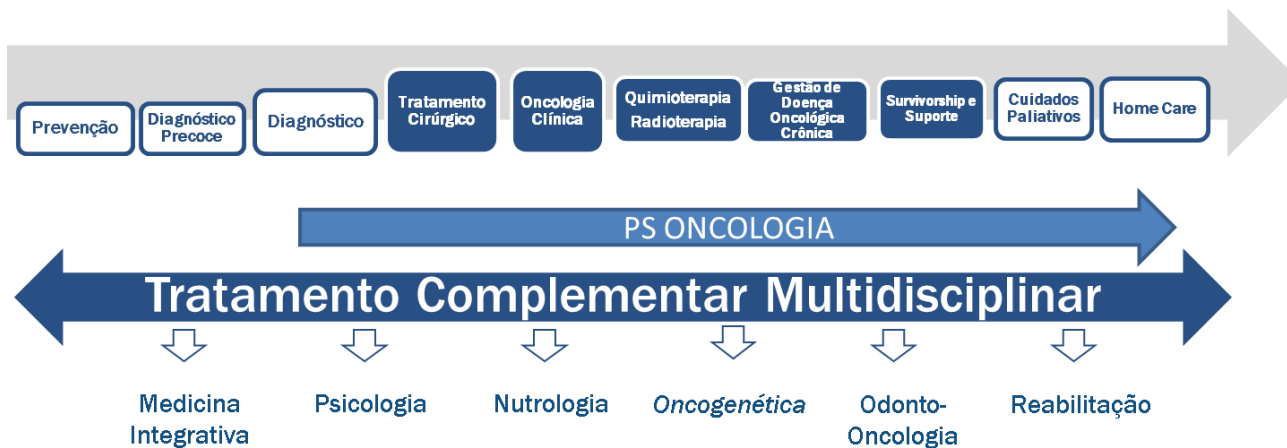 Prevenção
Diagnóstico
Precoce
Diagnóstico
Tratamento
Cirúrgico
Oncologia
Clínica
Quimioterapia
Radioterapia
Gestão de
Doença
Oncológica
Crônica
Survivorship e
Suporte
Cuidados
Paliativos
Home Care
PS ONCOLOGIA
Tratamento Complementar Multidisciplinar
Medicina
Integrativa
Psicologia
Nutrologia
Oncogenética
Odonto-
Oncologia
Reabilitação